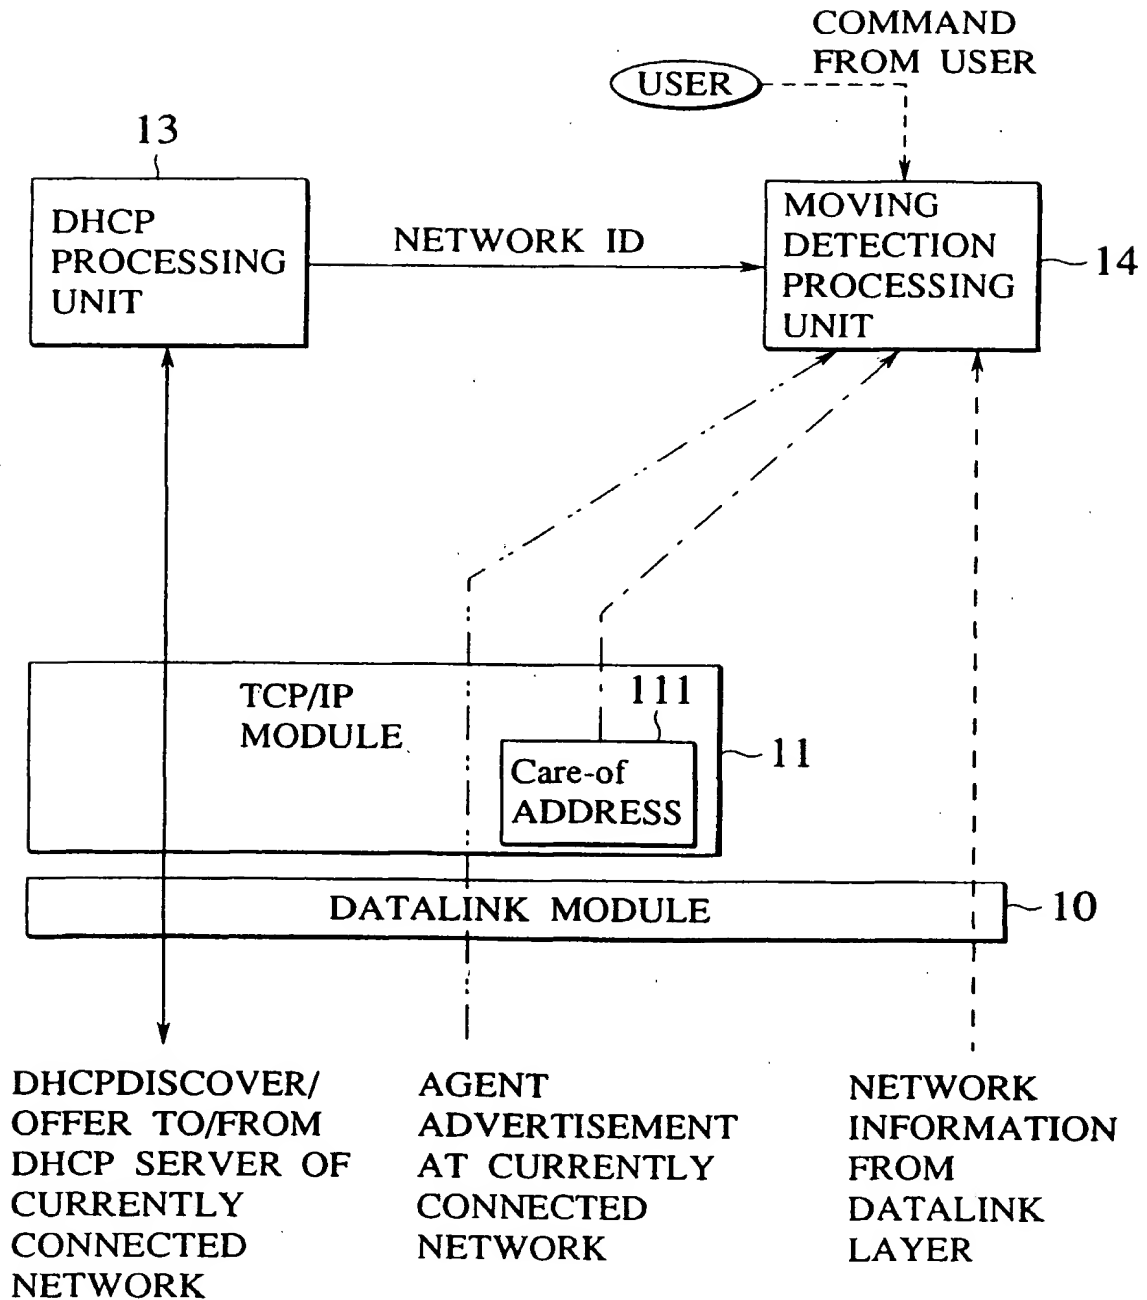 COMMAND
FROM USER
USER
13
DHCP
PROCESSING
UNIT
NETWORK ID
MOVING
DETECTION
PROCESSING
UNIT
14
TCP/IP
MODULE
111
Care-of
ADDRESS
11
DATALINK MODULE
10
DHCPDISCOVER/
OFFER TO/FROM
DHCP SERVER OF
CURRENTLY
CONNECTED
NETWORK
AGENT
ADVERTISEMENT
AT CURRENTLY
CONNECTED
NETWORK
NETWORK
INFORMATION
FROM
DATALINK
LAYER